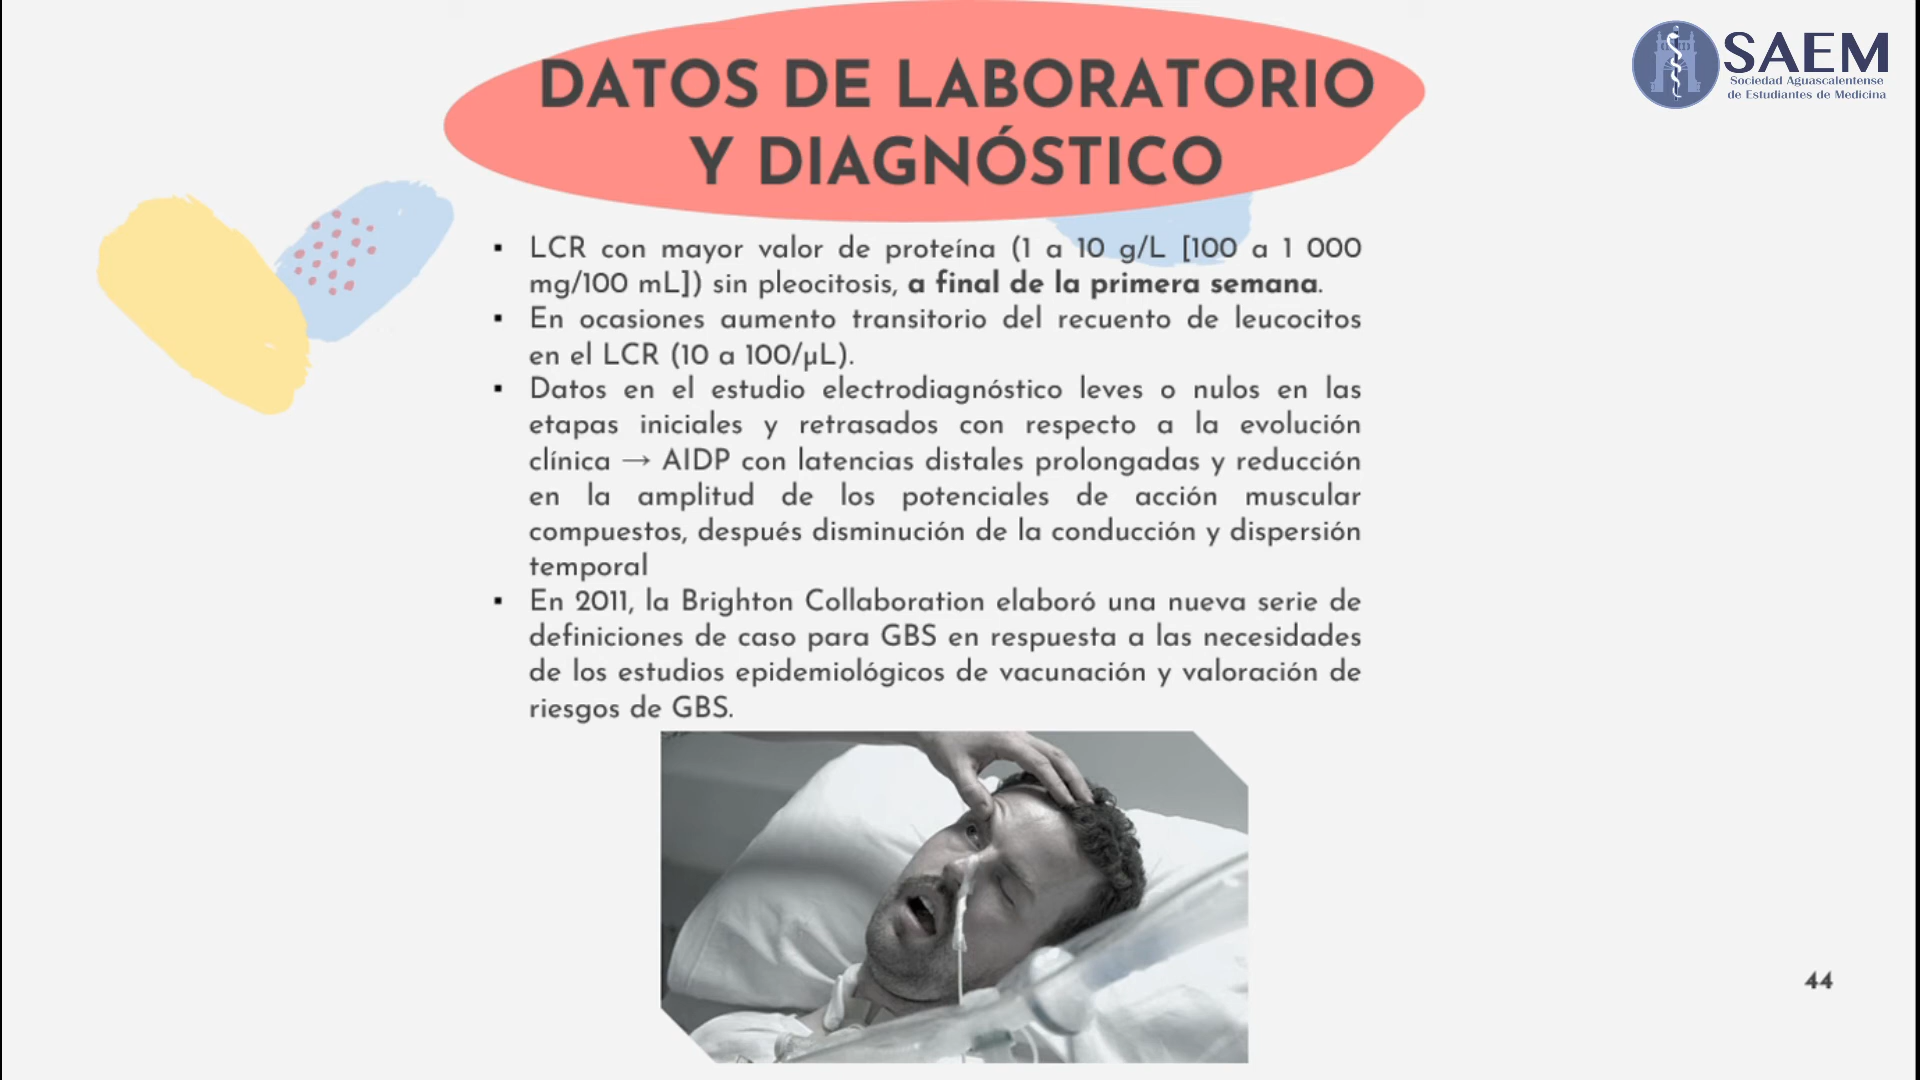 DATOS DE LABORATORIO
Y DIAGNÓSTICO
SAEM
Sociedad Aguascalentense
de Estudiantes de Medicina
▪ LCR con mayor valor de proteína (1 a 10 g/L [100 a 1 000
mg/100 mL]) sin pleocitosis, a final de la primera semana.
▪ En ocasiones aumento transitorio del recuento de leucocitos
en el LCR (10 a 100/µL).
▪ Datos en el estudio electrodiagnóstico leves o nulos en las
etapas iniciales y retrasados con respecto a la evolución
clínica → AIDP con latencias distales prolongadas y reducción
en la amplitud de los potenciales de acción muscular
compuestos, después disminución de la conducción y dispersión
temporal
▪ En 2011, la Brighton Collaboration elaboró una nueva serie de
definiciones de caso para GBS en respuesta a las necesidades
de los estudios epidemiológicos de vacunación y valoración de
riesgos de GBS.
44